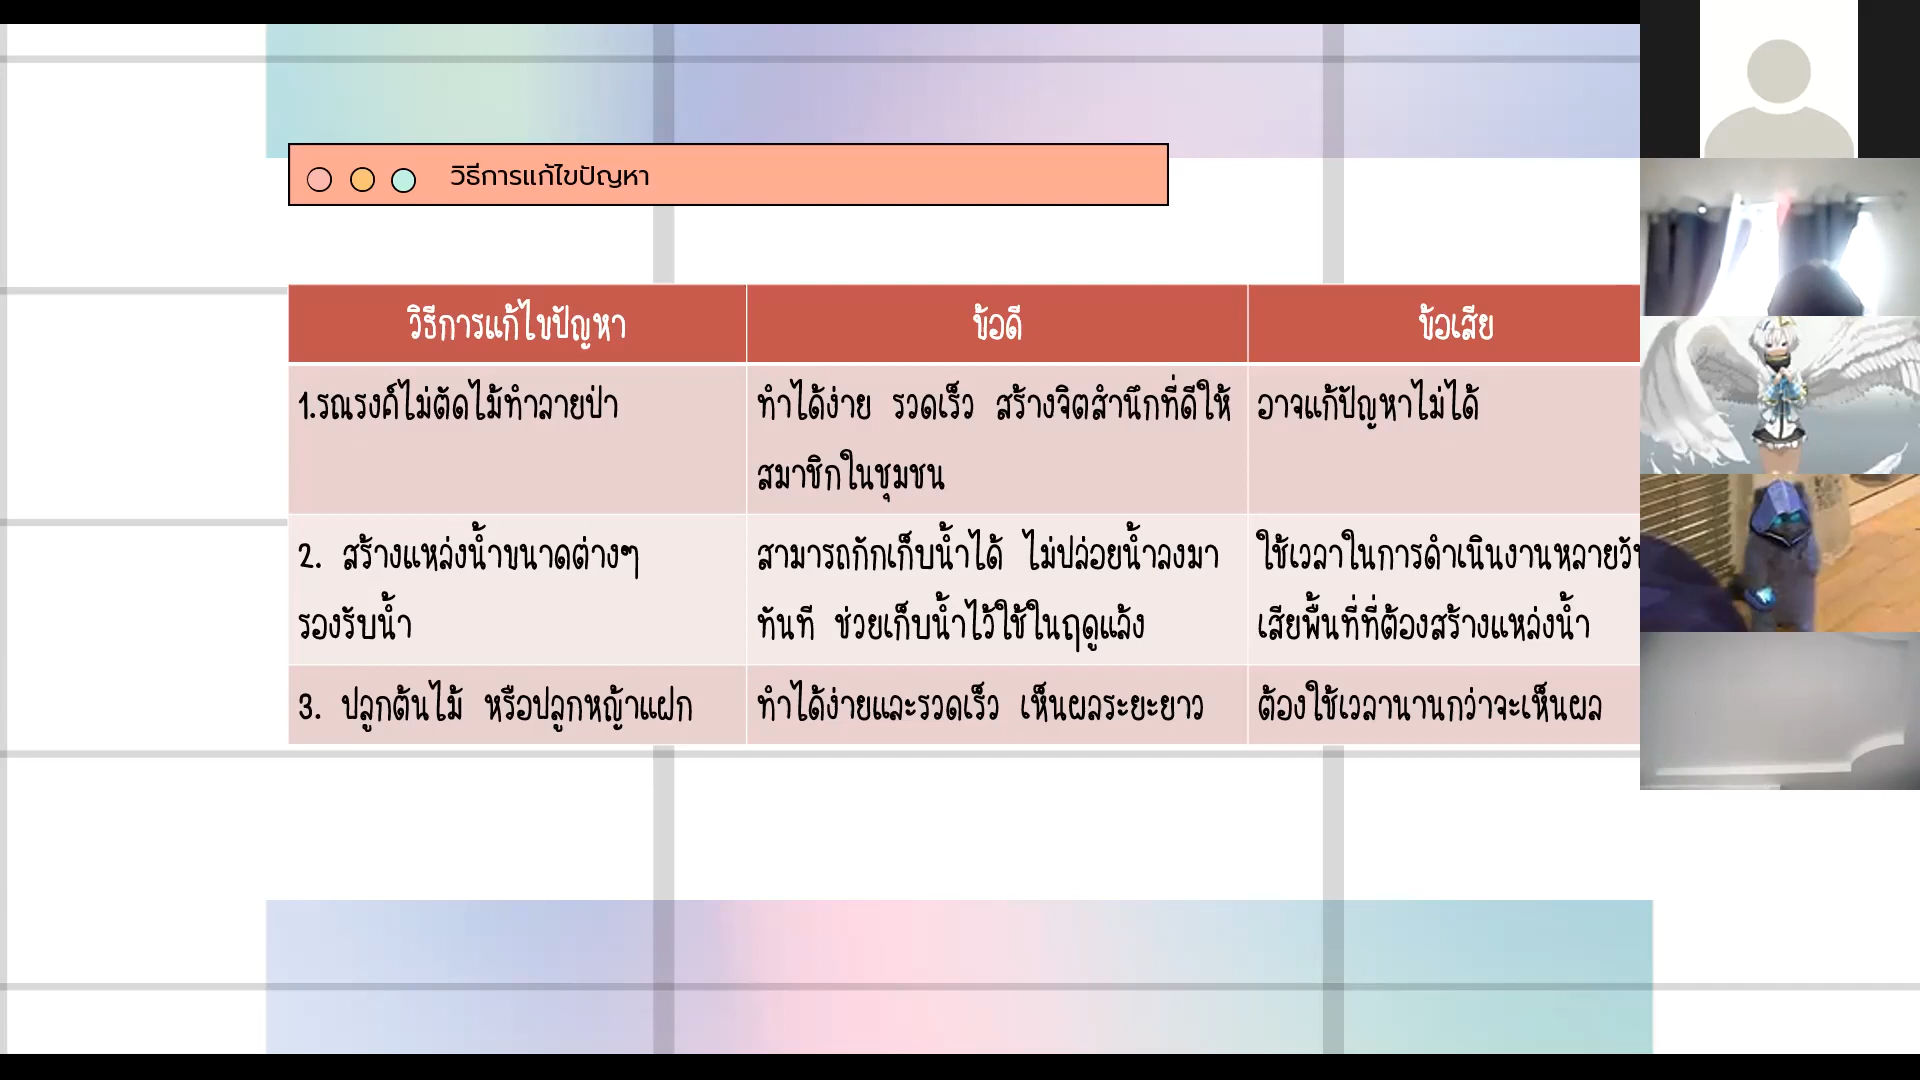 วิธีการแก้ไขปัญหา
วิธีการแก้ไขปัญหา ข้อดี ข้อเสีย
1.รณรงค์ไม่ตัดไม้ทำลายป่า
ทำได้ง่าย รวดเร็ว สร้างจิตสำนึกที่ดีให้
สมาชิกในชุมชน
อาจแก้ปัญหาไม่ได้
2. สร้างแหล่งน้ำขนาดต่างๆ
รองรับน้ำ
สามารถกักเก็บน้ำได้ ไม่ปล่อยน้ำลงมา
ทันที ช่วยเก็บน้ำไว้ใช้ในฤดูแล้ง
ใช้เวลาในการดำเนินงานหลายวั
เสียพื้นที่ที่ต้องสร้างแหล่งน้ำ
3. ปลูกต้นไม้ หรือปลูกหญ้าแฝก
ทำได้ง่ายและรวดเร็ว เห็นผลระยะยาว
ต้องใช้เวลานานกว่าจะเห็นผล